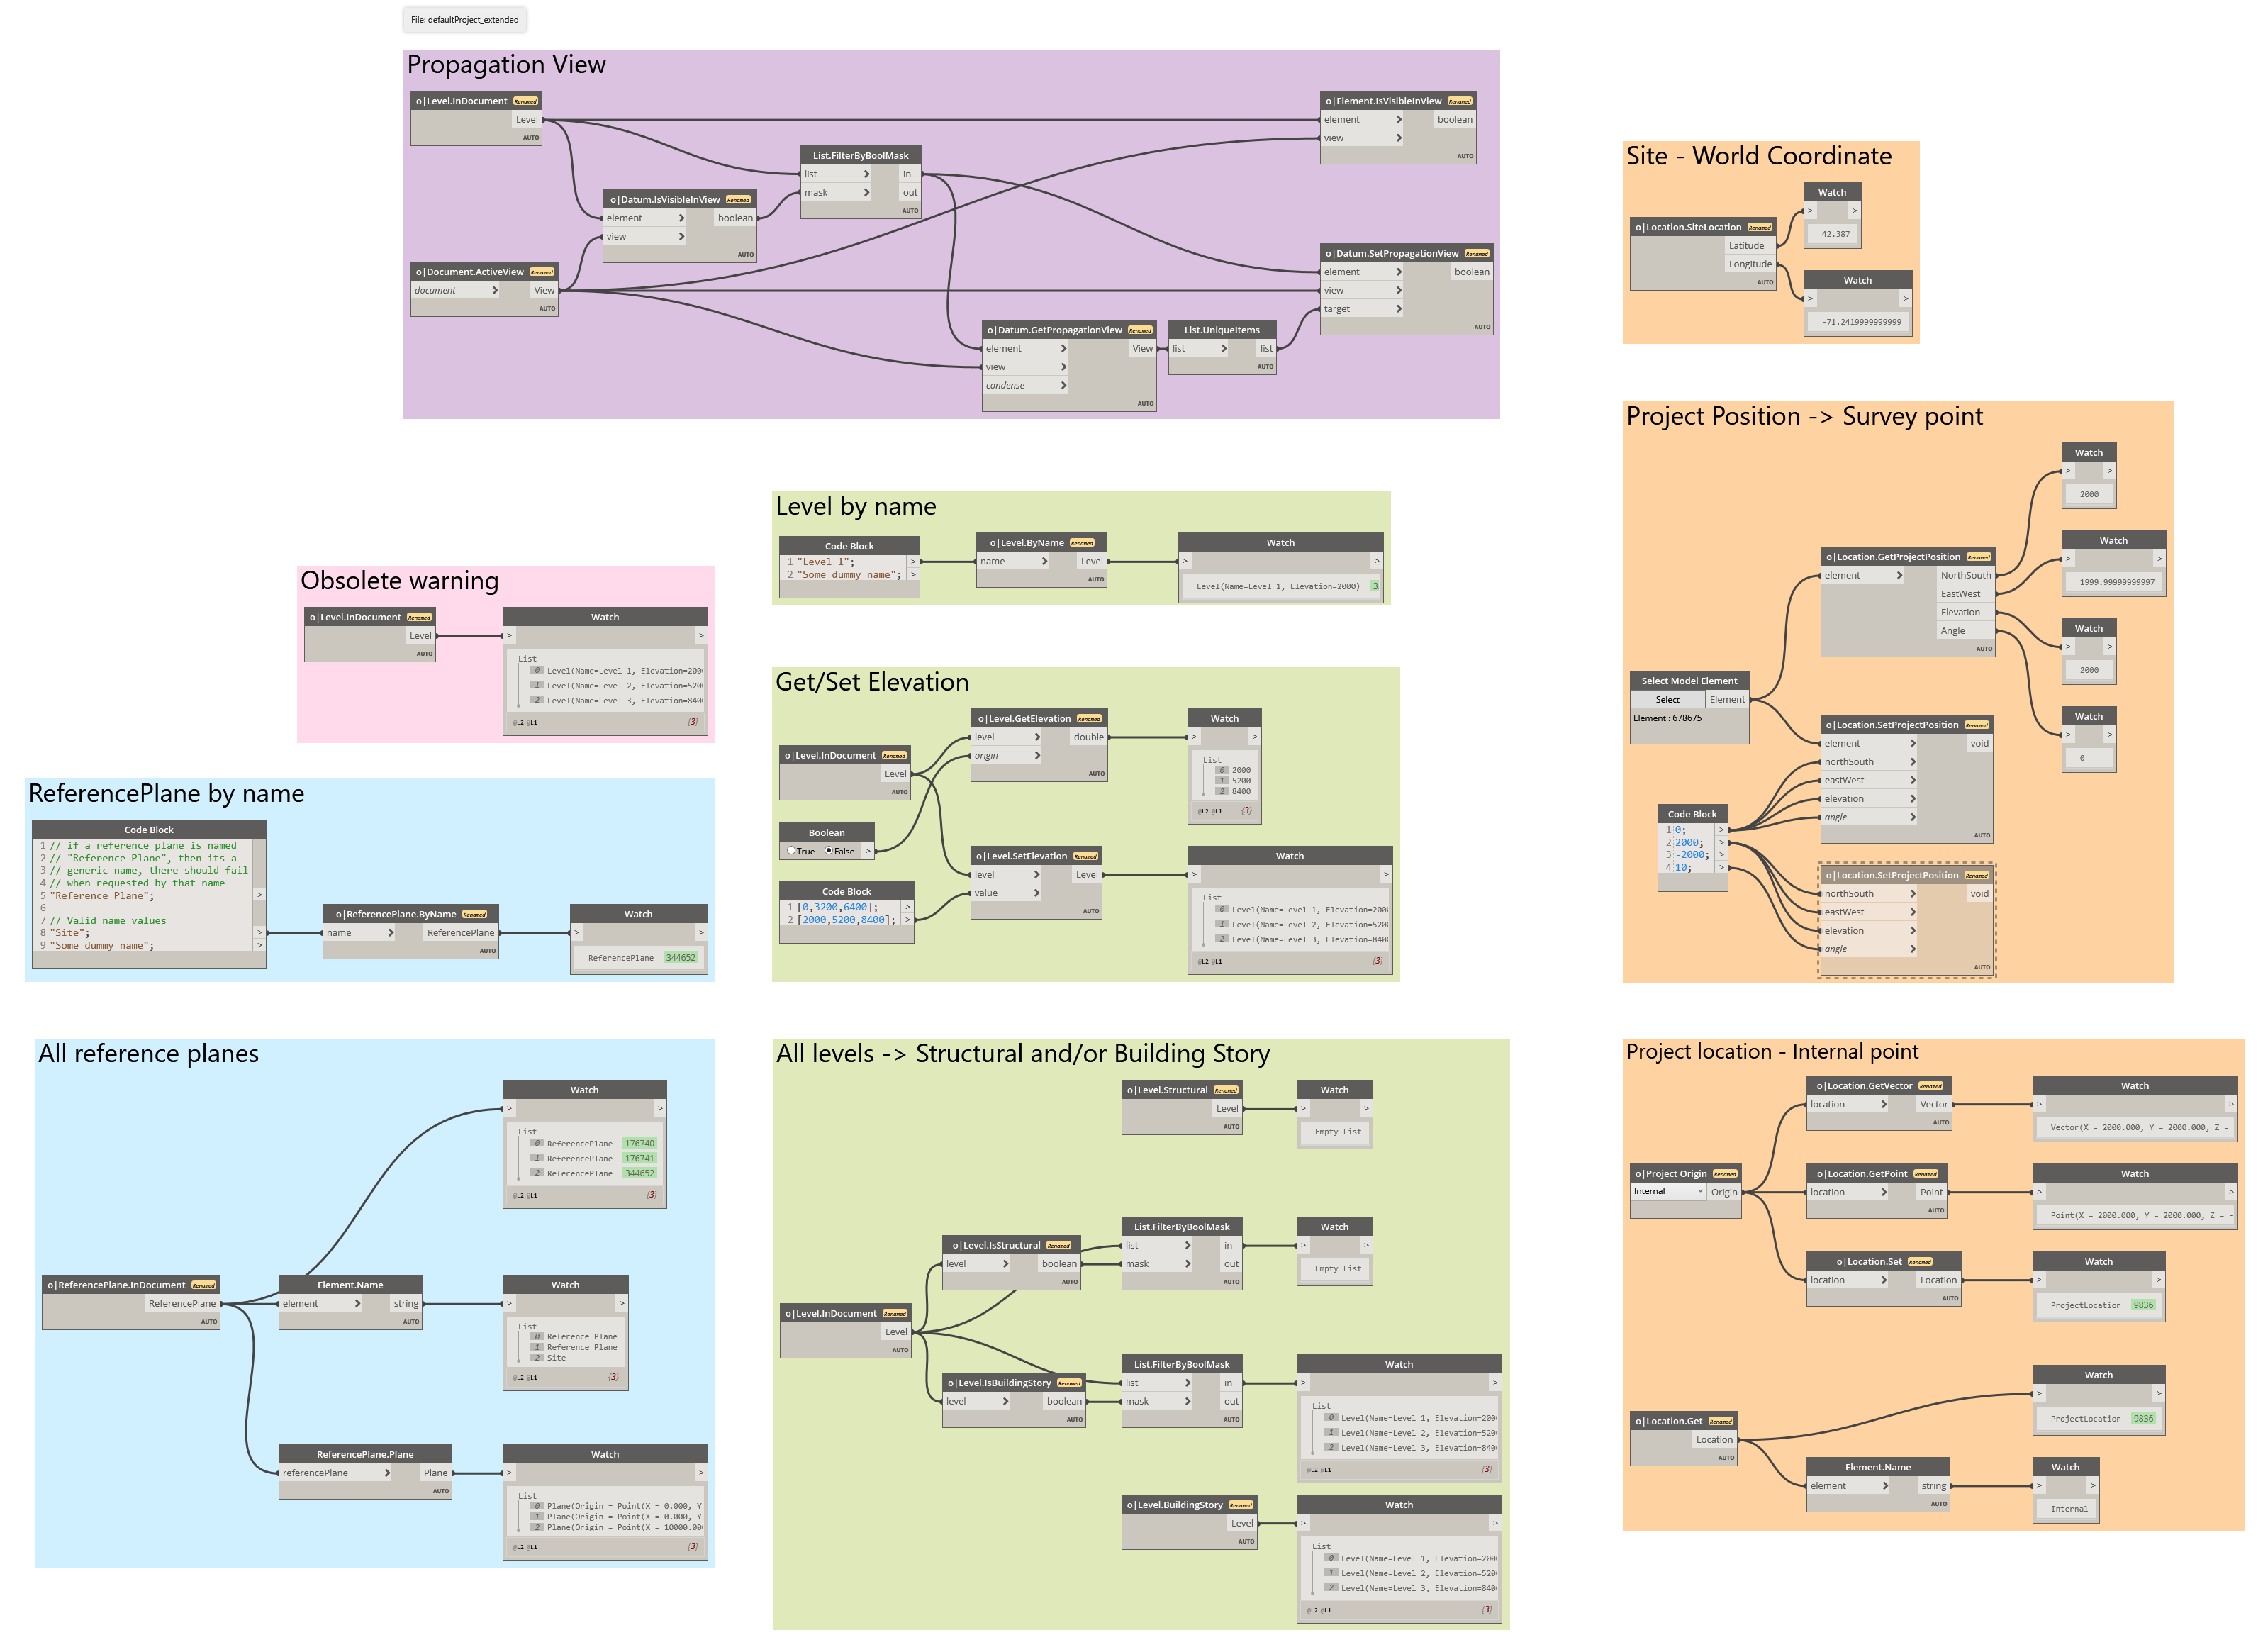 File: defaultProject_extended
Propagation View
o|Level.InDocument Renamed
Level
AUTO
o|Document.ActiveView Renamed
document > View
AUTO
o|Datum.IsVisibleInView Renamed
element > boolean
view >
AUTO
List.FilterByBoolMask
list > in
mask > out
AUTO
o|Datum.GetPropagationView Renamed
element > View
view >
condense >
AUTO
List.UniqueItems
list > list
AUTO
o|Element.IsVisibleInView Renamed
element > boolean
view >
AUTO
o|Datum.SetPropagationView Renamed
element > boolean
view >
target >
AUTO
Site - World Coordinate
o|Location.SiteLocation Renamed
Latitude
Longitude
AUTO
Watch
> >
42.387
Watch
> >
-71.2419999999999
Project Position -> Survey point
Select Model Element
Select Element
Element : 678675
Code Block
1 0; >
2 2000; >
3 -2000; >
4 10; >
o|Location.GetProjectPosition Renamed
element > NorthSouth
EastWest
Elevation
Angle
AUTO
o|Location.SetProjectPosition Renamed
element > void
northSouth >
eastWest >
elevation >
angle >
AUTO
o|Location.SetProjectPosition Renamed
northSouth > void
eastWest >
elevation >
angle >
AUTO
Watch
> >
2000
Watch
> >
1999.99999999997
Watch
> >
2000
Watch
> >
0
Level by name
Code Block
1 "Level 1"; >
2 "Some dummy name"; >
o|Level.ByName Renamed
name > Level
AUTO
Watch
> >
Level(Name=Level 1, Elevation=2000) 3
Obsolete warning
o|Level.InDocument Renamed
Level
AUTO
Watch
> >
List
0 Level(Name=Level 1, Elevation=200
1 Level(Name=Level 2, Elevation=520
2 Level(Name=Level 3, Elevation=840
@L2 @L1 {3}
Get/Set Elevation
o|Level.InDocument Renamed
Level
AUTO
Boolean
True False >
Code Block
1 [0,3200,6400]; >
2 [2000,5200,8400]; >
o|Level.GetElevation Renamed
level > double
origin >
AUTO
o|Level.SetElevation Renamed
level > Level
value >
AUTO
Watch
> >
List
0 2000
1 5200
2 8400
@L2 @L1 {3}
Watch
> >
List
0 Level(Name=Level 1, Elevation=200
1 Level(Name=Level 2, Elevation=520
2 Level(Name=Level 3, Elevation=840
@L2 @L1 {3}
ReferencePlane by name
Code Block
1 // if a reference plane is named
2 // "Reference Plane", then its a
3 // generic name, there should fail
4 // when requested by that name
5 "Reference Plane"; >
6
7 // Valid name values
8 "Site"; >
9 "Some dummy name"; >
o|ReferencePlane.ByName Renamed
name > ReferencePlane
AUTO
Watch
> >
ReferencePlane 344652
All reference planes
o|ReferencePlane.InDocument Renamed
ReferencePlane
AUTO
Watch
> >
List
0 ReferencePlane 176740
1 ReferencePlane 176741
2 ReferencePlane 344652
@L2 @L1 {3}
Element.Name
element > string
AUTO
Watch
> >
List
0 Reference Plane
1 Reference Plane
2 Site
@L2 @L1 {3}
ReferencePlane.Plane
referencePlane > Plane
AUTO
Watch
> >
List
0 Plane(Origin = Point(X = 0.000, Y
1 Plane(Origin = Point(X = 0.000, Y
2 Plane(Origin = Point(X = 10000.00
@L2 @L1 {3}
All levels -> Structural and/or Building Story
o|Level.Structural Renamed
Level
AUTO
Watch
> >
Empty List
o|Level.InDocument Renamed
Level
AUTO
o|Level.IsStructural Renamed
level > boolean
AUTO
List.FilterByBoolMask
list > in
mask > out
AUTO
Watch
> >
Empty List
o|Level.IsBuildingStory Renamed
level > boolean
AUTO
List.FilterByBoolMask
list > in
mask > out
AUTO
Watch
> >
List
0 Level(Name=Level 1, Elevation=200
1 Level(Name=Level 2, Elevation=520
2 Level(Name=Level 3, Elevation=840
@L2 @L1 {3}
o|Level.BuildingStory Renamed
Level
AUTO
Watch
> >
List
0 Level(Name=Level 1, Elevation=200
1 Level(Name=Level 2, Elevation=520
2 Level(Name=Level 3, Elevation=840
@L2 @L1 {3}
Project location - Internal point
o|Project Origin Renamed
Internal Origin
o|Location.GetVector Renamed
location > Vector
AUTO
Watch
> >
Vector(X = 2000.000, Y = 2000.000, Z =
o|Location.GetPoint Renamed
location > Point
AUTO
Watch
> >
Point(X = 2000.000, Y = 2000.000, Z = -
o|Location.Set Renamed
location > Location
AUTO
Watch
> >
ProjectLocation 9836
o|Location.Get Renamed
Location
AUTO
Watch
> >
ProjectLocation 9836
Element.Name
element > string
AUTO
Watch
> >
Internal